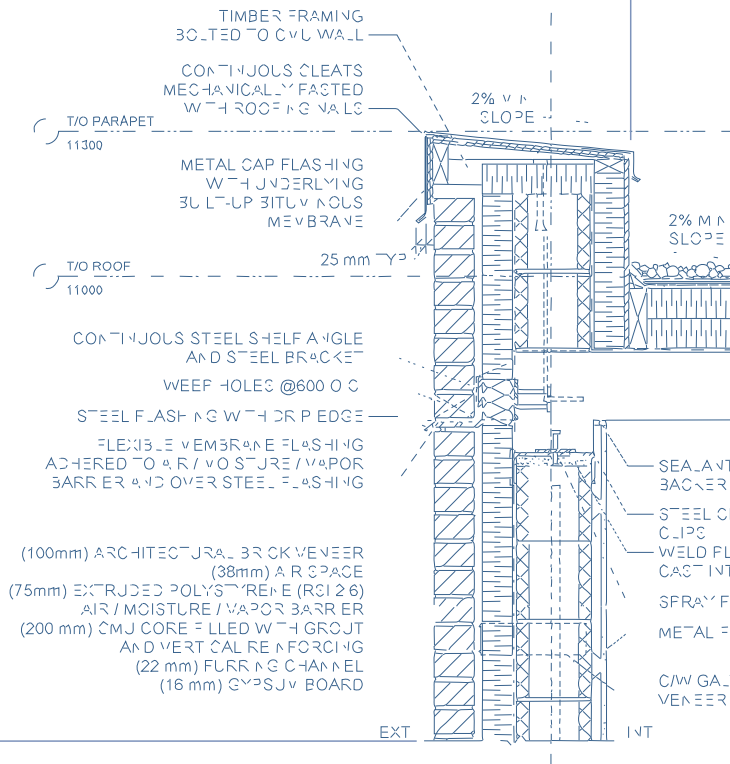 TIMBER FRAMING
BOLTED TO CMU WALL
CONTINUOUS CLEATS
MECHANICALLY FASTED
WITH ROOFING NAILS
2% MIN
SLOPE
T/O PARAPET
11300
METAL CAP FLASHING
WITH UNDERLYING
BUILT-UP BITUMINOUS
MEMBRANE
2% MIN
SLOPE
25 mm TYP
T/O ROOF
11000
CONTINUOUS STEEL SHELF ANGLE
AND STEEL BRACKET
WEEP HOLES @600 O C
STEEL FLASHING WITH DRIP EDGE
FLEXIBLE MEMBRANE FLASHING
ADHERED TO AIR / MOISTURE / VAPOR
BARRIER AND OVER STEEL FLASHING
SEALANT
BACKER
STEEL
CLIPS
WELD
CAST
SPRAY
METAL
C/W
VENEER
(100mm) ARCHITECTURAL BRICK VENEER
(38mm) AIR SPACE
(75mm) EXTRUDED POLYSTYRENE (RSI 2.6)
AIR / MOISTURE / VAPOR BARRIER
(200 mm) CMU CORE FILLED WITH GROUT
AND VERTICAL REINFORCING
(22 mm) FURRING CHANNEL
(16 mm) GYPSUM BOARD
EXT
INT